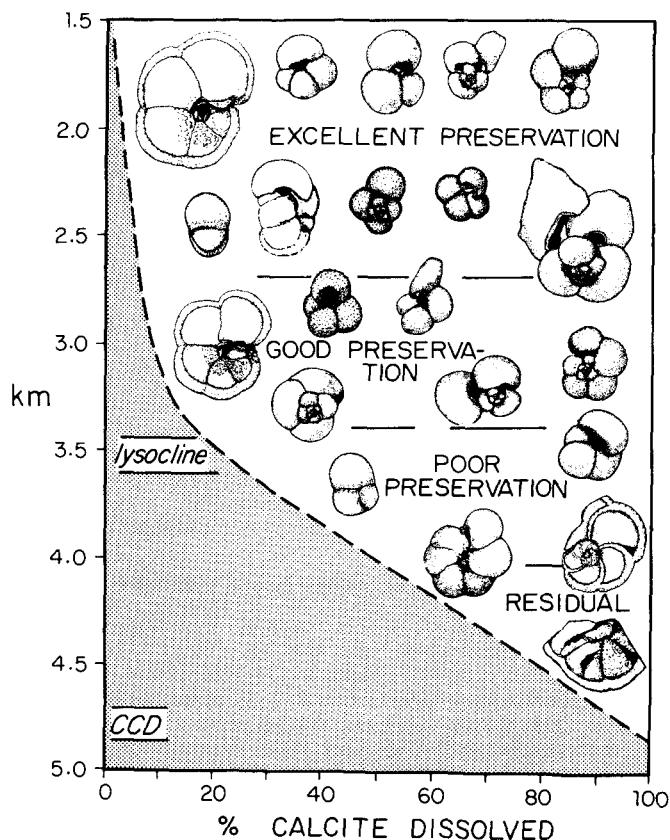 1.5
EXCELLENT PRESERVATION
2.0
2.5
GOOD PRESERVA-
TION
3.0
km
3.5
lysocline
POOR
PRESERVATION
4.0
RESIDUAL
4.5
CCD
5.0
0 20 40 60 80 100
% CALCITE DISSOLVED